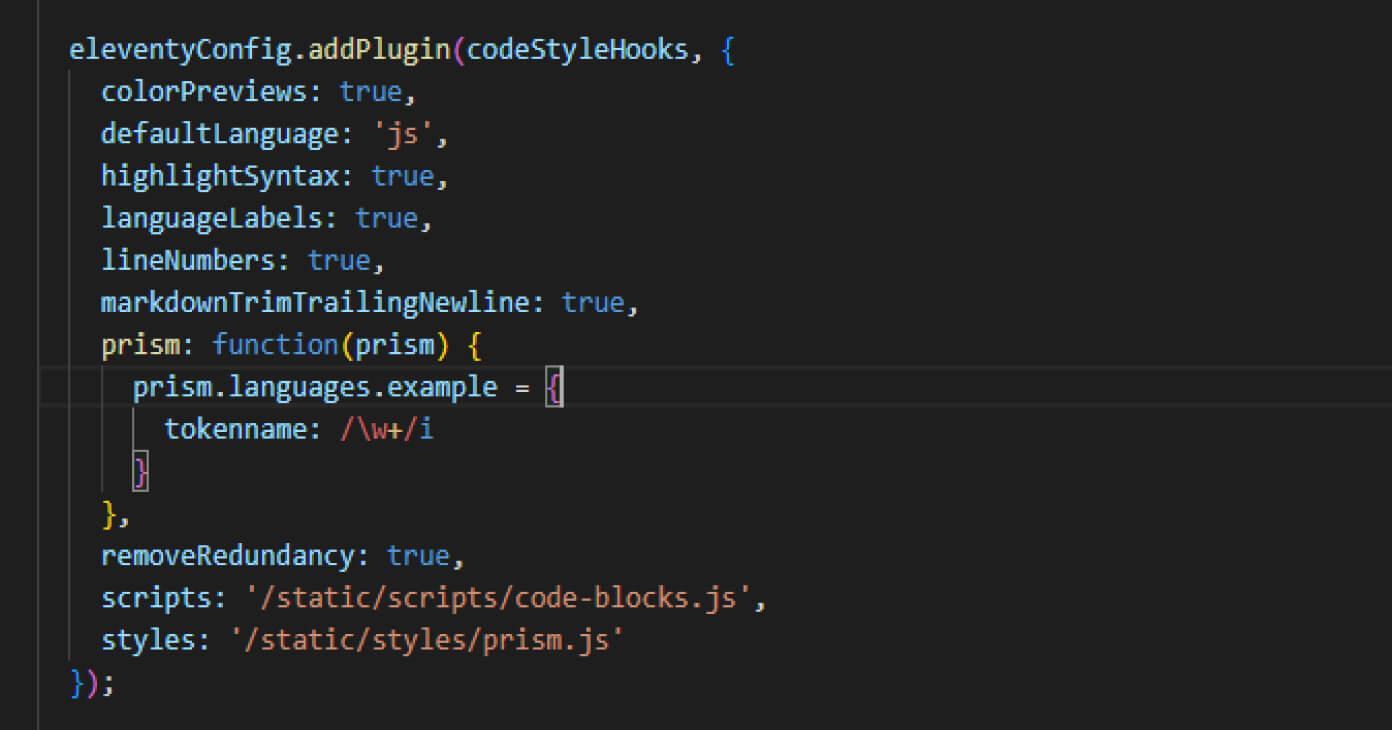 eleventyConfig.addPlugin(codeStyleHooks, {
  colorPreviews: true,
  defaultLanguage: 'js',
  highlightSyntax: true,
  languageLabels: true,
  lineNumbers: true,
  markdownTrimTrailingNewline: true,
  prism: function(prism) {
    prism.languages.example = {
      tokenname: /\w+/i
    }
  },
  removeRedundancy: true,
  scripts: '/static/scripts/code-blocks.js',
  styles: '/static/styles/prism.js'
});